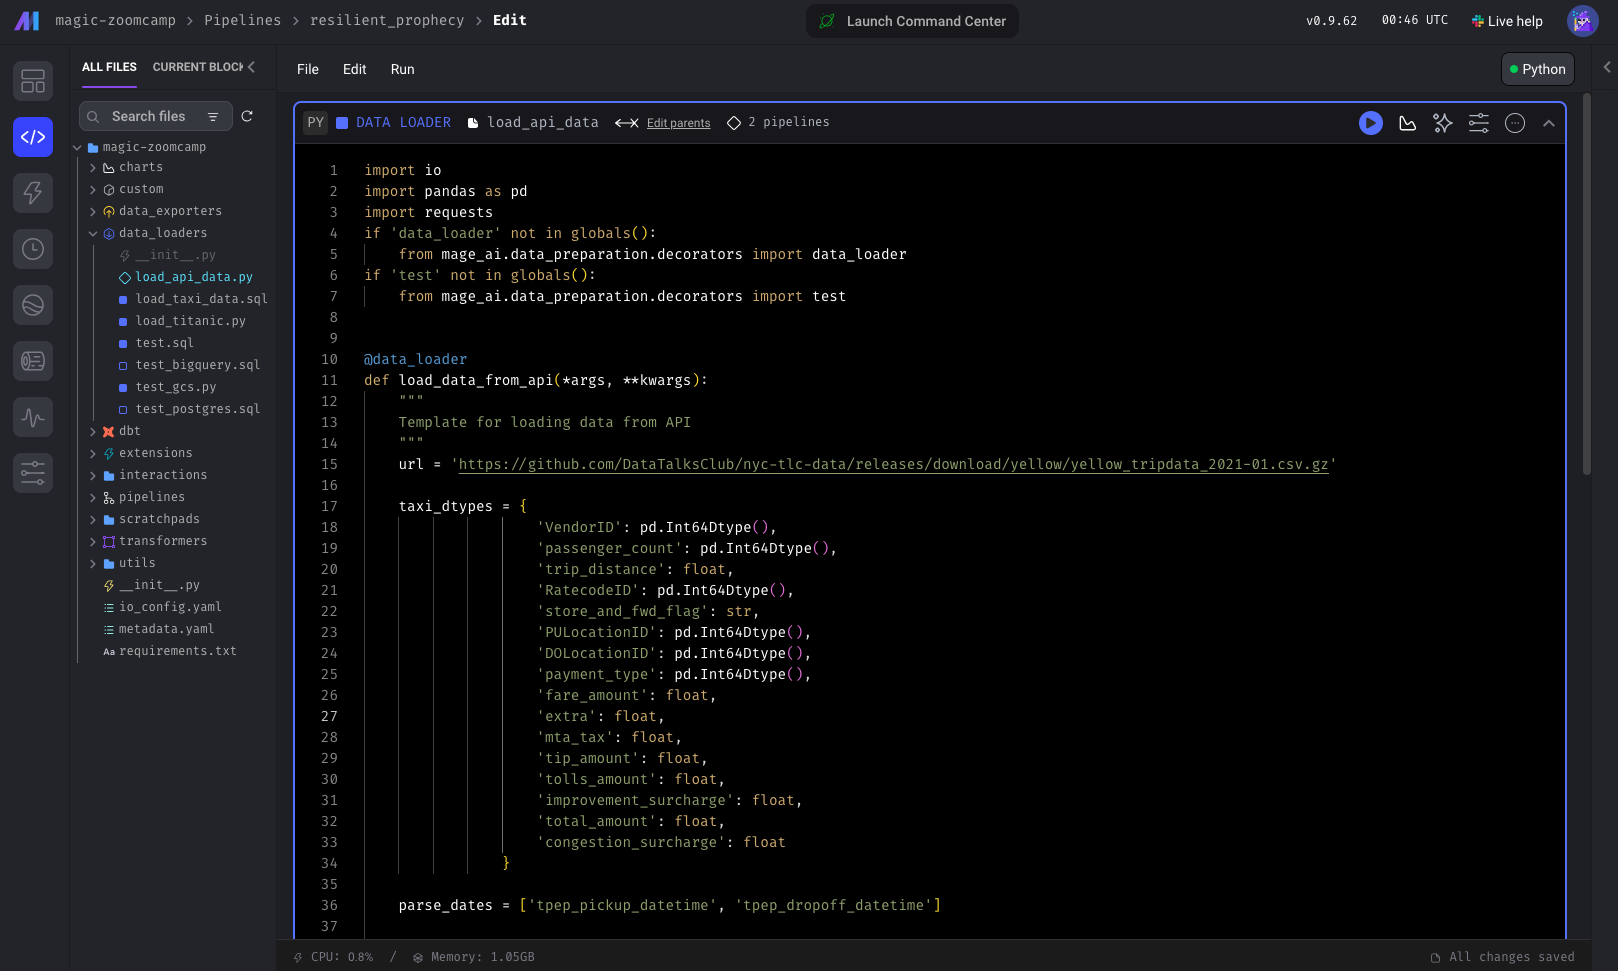 magic-zoomcamp > Pipelines > resilient_prophecy > Edit
Launch Command Center
v0.9.62 00:46 UTC Live help
ALL FILES CURRENT BLOCK
File Edit Run
Python
Search files
magic-zoomcamp
charts
custom
data_exporters
data_loaders
__init__.py
load_api_data.py
load_taxi_data.sql
load_titanic.py
test.sql
test_bigquery.sql
test_gcs.py
test_postgres.sql
dbt
extensions
interactions
pipelines
scratchpads
transformers
utils
__init__.py
io_config.yaml
metadata.yaml
Aa requirements.txt
PY DATA LOADER load_api_data Edit parents 2 pipelines
1 import io
2 import pandas as pd
3 import requests
4 if 'data_loader' not in globals():
5 from mage_ai.data_preparation.decorators import data_loader
6 if 'test' not in globals():
7 from mage_ai.data_preparation.decorators import test
8
9
10 @data_loader
11 def load_data_from_api(*args, **kwargs):
12 """
13 Template for loading data from API
14 """
15 url = 'https://github.com/DataTalksClub/nyc-tlc-data/releases/download/yellow/yellow_tripdata_2021-01.csv.gz'
16
17 taxi_dtypes = {
18 'VendorID': pd.Int64Dtype(),
19 'passenger_count': pd.Int64Dtype(),
20 'trip_distance': float,
21 'RatecodeID': pd.Int64Dtype(),
22 'store_and_fwd_flag': str,
23 'PULocationID': pd.Int64Dtype(),
24 'DOLocationID': pd.Int64Dtype(),
25 'payment_type': pd.Int64Dtype(),
26 'fare_amount': float,
27 'extra': float,
28 'mta_tax': float,
29 'tip_amount': float,
30 'tolls_amount': float,
31 'improvement_surcharge': float,
32 'total_amount': float,
33 'congestion_surcharge': float
34 }
35
36 parse_dates = ['tpep_pickup_datetime', 'tpep_dropoff_datetime']
37
CPU: 0.8% / Memory: 1.05GB
All changes saved